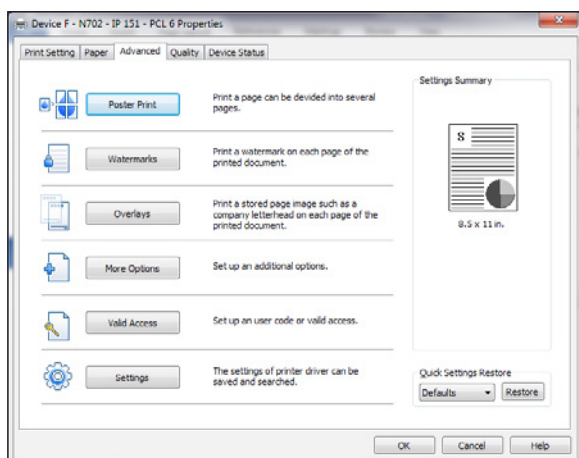 Device F - N702 - IP 151 - PCL 6 Properties
Print Setting Paper Advanced Quality Device Status
Poster Print
Print a page can be devided into several
pages.
Watermarks
Print a watermark on each page of the
printed document.
Overlays
Print a stored page image such as a
company letterhead on each page of the
printed document.
More Options
Set up an additional options.
Valid Access
Set up an user code or valid access.
Settings
The settings of printer driver can be
saved and searched.
Settings Summary
S
8.5 x 11 in.
Quick Settings Restore
Defaults Restore
OK Cancel Help